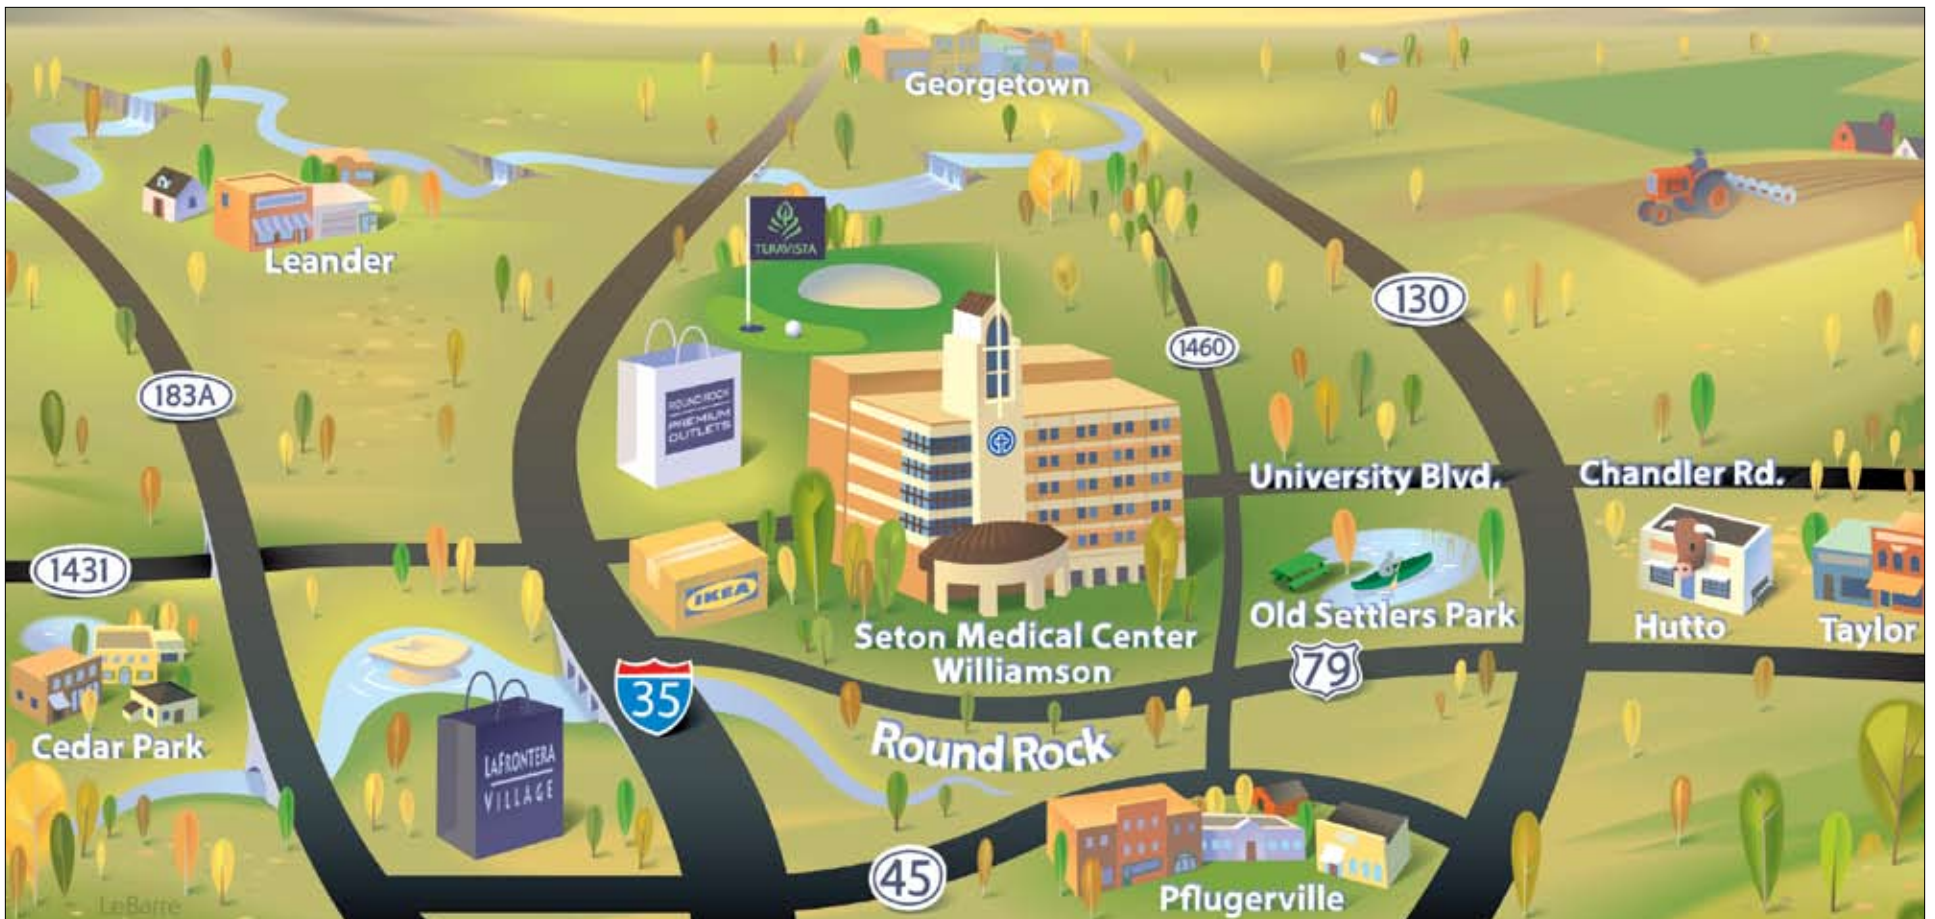 Georgetown
TERAVISTA
Leander
130
1460
183A
ROUND ROCK
PREMIUM
OUTLETS
University Blvd.
Chandler Rd.
1431
IKEA
Old Settlers Park
Hutto
Taylor
Seton Medical Center
Williamson
79
35
Cedar Park
Round Rock
LAFRONTERA
VILLAGE
45
Pflugerville
LeBarre